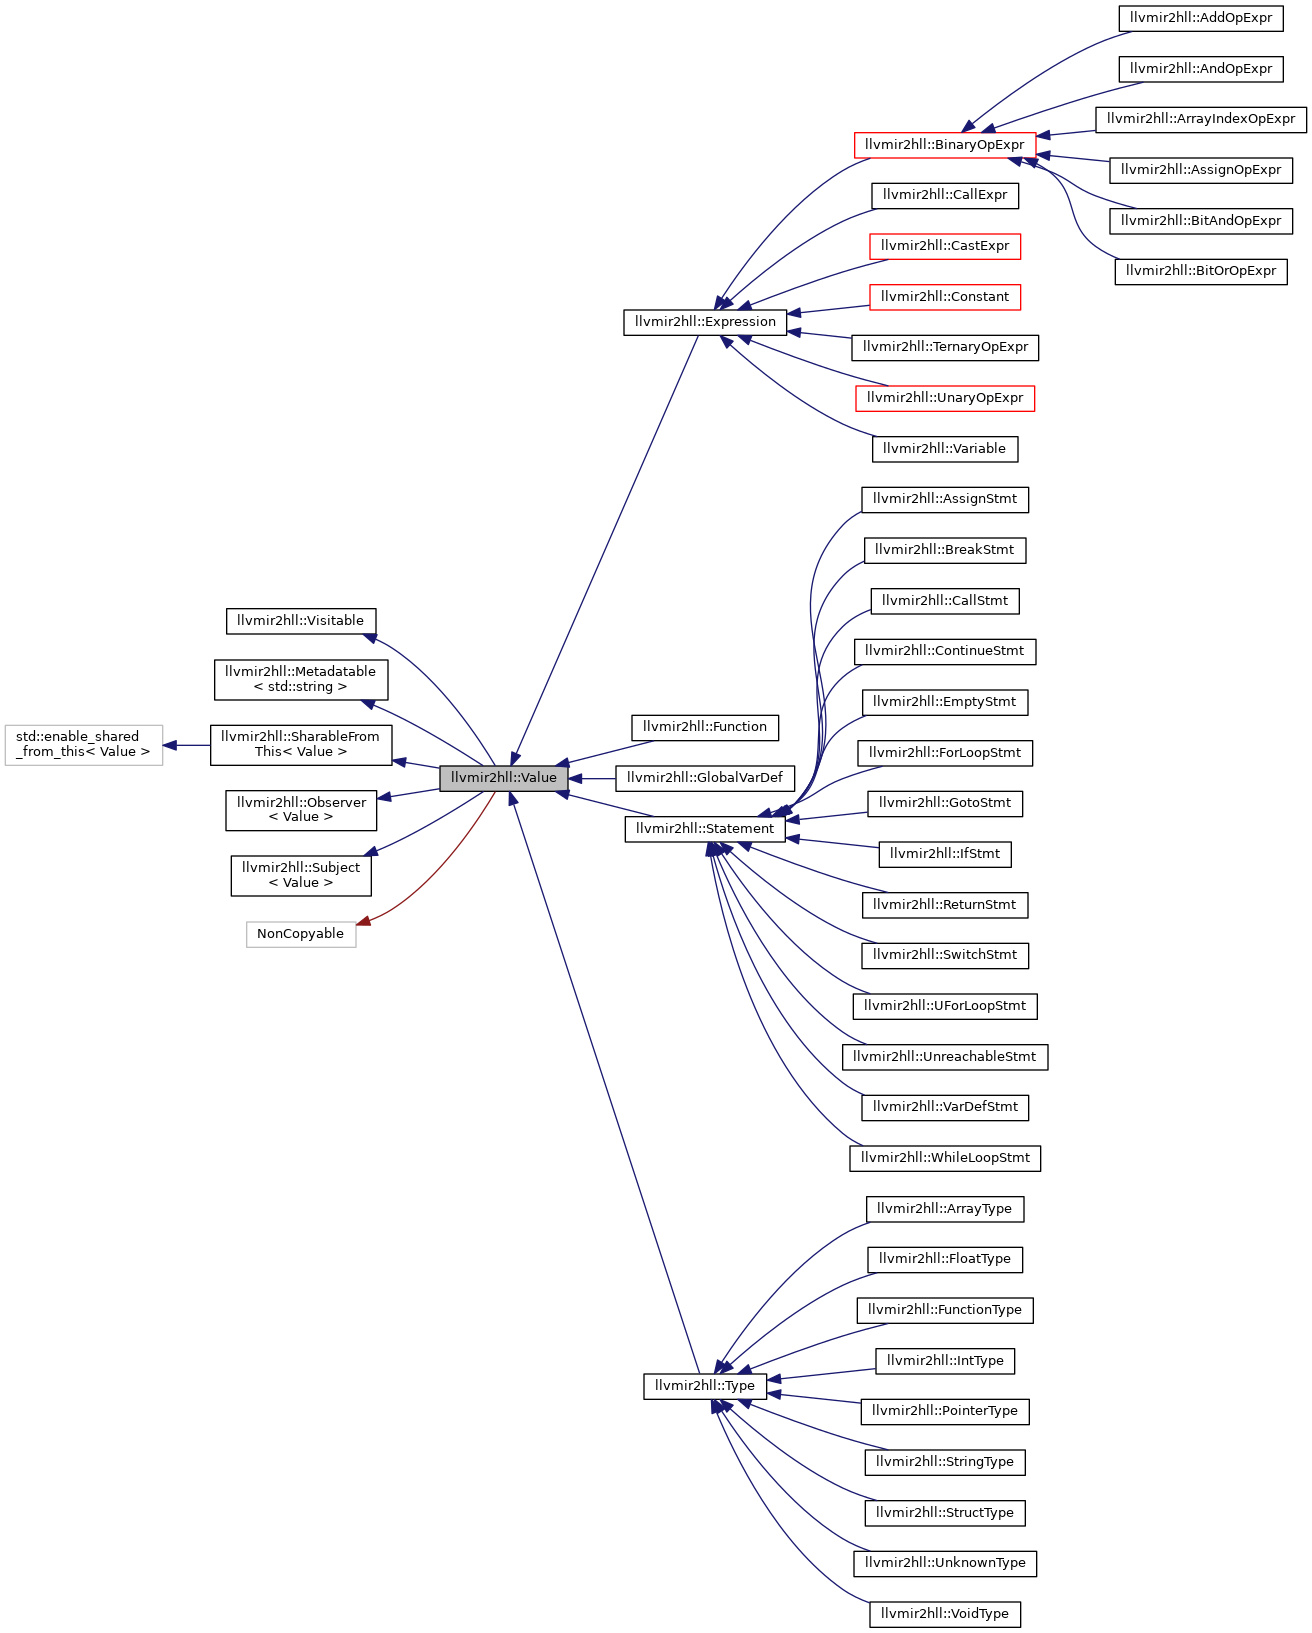 llvmir2hll::AddOpExpr
llvmir2hll::AndOpExpr
llvmir2hll::ArrayIndexOpExpr
llvmir2hll::BinaryOpExpr
llvmir2hll::AssignOpExpr
llvmir2hll::CallExpr
llvmir2hll::BitAndOpExpr
llvmir2hll::CastExpr
llvmir2hll::BitOrOpExpr
llvmir2hll::Constant
llvmir2hll::Expression
llvmir2hll::TernaryOpExpr
llvmir2hll::UnaryOpExpr
llvmir2hll::Variable
llvmir2hll::AssignStmt
llvmir2hll::BreakStmt
llvmir2hll::CallStmt
llvmir2hll::Visitable
llvmir2hll::ContinueStmt
llvmir2hll::Metadatable
< std::string >
llvmir2hll::EmptyStmt
llvmir2hll::Function
std::enable_shared
_from_this< Value >
llvmir2hll::SharableFrom
This< Value >
llvmir2hll::ForLoopStmt
llvmir2hll::Value
llvmir2hll::GlobalVarDef
llvmir2hll::Observer
< Value >
llvmir2hll::GotoStmt
llvmir2hll::Statement
llvmir2hll::IfStmt
llvmir2hll::Subject
< Value >
llvmir2hll::ReturnStmt
NonCopyable
llvmir2hll::SwitchStmt
llvmir2hll::UForLoopStmt
llvmir2hll::UnreachableStmt
llvmir2hll::VarDefStmt
llvmir2hll::WhileLoopStmt
llvmir2hll::ArrayType
llvmir2hll::FloatType
llvmir2hll::FunctionType
llvmir2hll::IntType
llvmir2hll::Type
llvmir2hll::PointerType
llvmir2hll::StringType
llvmir2hll::StructType
llvmir2hll::UnknownType
llvmir2hll::VoidType